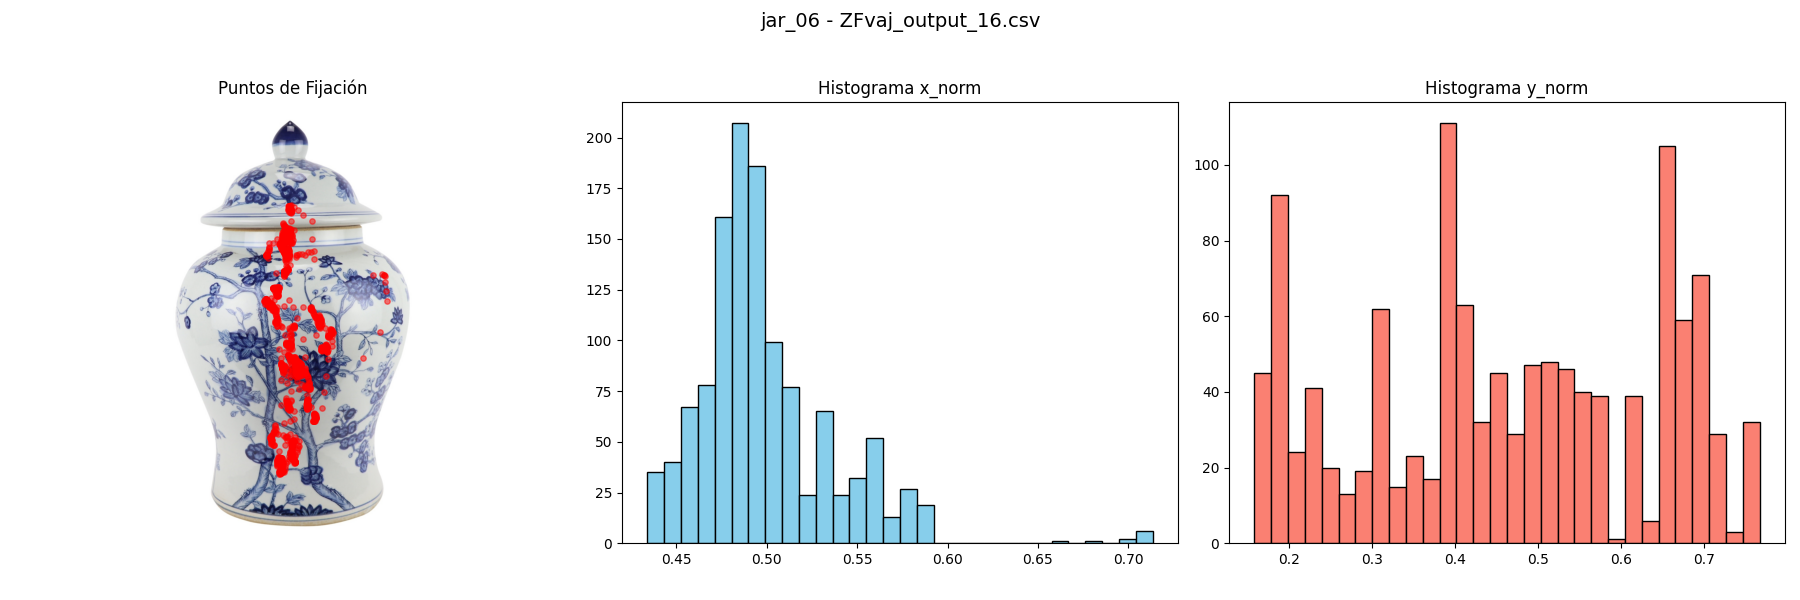 jar_06 - ZFvaj_output_16.csv
Puntos de Fijación
Histograma x_norm
200
175
150
125
100
75
50
25
0
0.45 0.50 0.55 0.60 0.65 0.70
Histograma y_norm
100
80
60
40
20
0
0.2 0.3 0.4 0.5 0.6 0.7